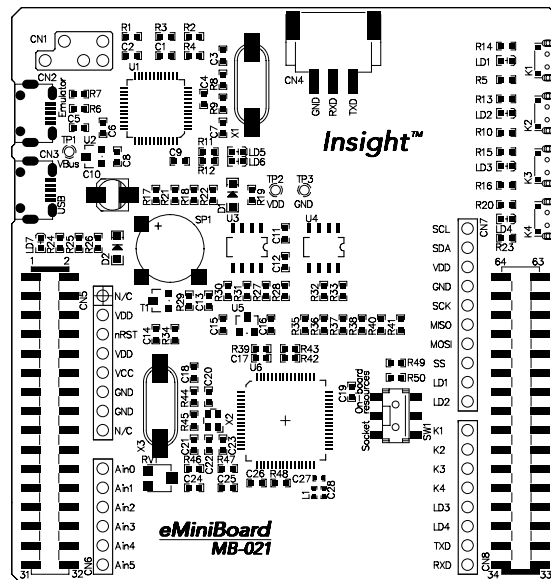 CN1
R1 R3 R2
C2 C1 R4
U1
C3
R8
C4
R9
C7
X1
CN4
GND
RXD
TXD
Insight™
R14
LD1
R5
K1
R13
LD2
R10
K2
R15
LD3
R16
K3
R20
LD4
R23
K4
CN2
Emulator
R7
R6
C5
C6
TP1
VBus
U2
C8
CN3
USB
C10
C9
R11
R12
LD5
LD6
R17
R21
R18
R22
D1
R19
TP2
VDD
TP3
GND
SP1
+
U3
C11
C12
U4
LD7
R24
R25
R26
D2
1 2
64 63
CN7
SCL
SDA
VDD
GND
SCK
MISO
MOSI
SS
LD1
LD2
CN5
N/C
VDD
nRST
VDD
VCC
GND
GND
N/C
T1
R29
C13
R30
R31
R27
R28
R32
R33
C14
R34
C15
U5
C16
R35
R36
R37
R38
R40
R41
R39
C17
R43
R42
U6
R49
R50
C19
On-board
Socket resources
SW1
X3
C18
R44
R45
C21
C20
X2
C22
C23
RV1
R46
C24
R47
C25
C26
R48
C27
L1
C28
K1
K2
K3
K4
LD3
LD4
TXD
RXD
CN8
Ain0
Ain1
Ain2
Ain3
Ain4
Ain5
CN6
eMiniBoard
MB-021
31 32
34 33